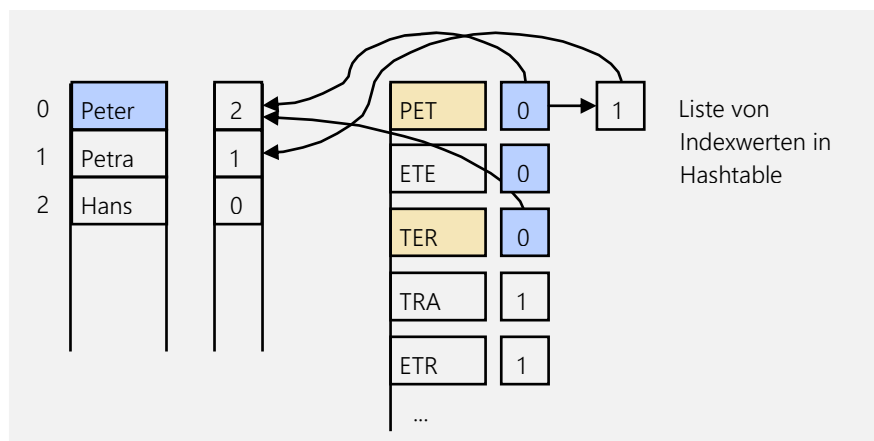 0 Peter 2 PET 0 1 Liste von
Indexwerten in
1 Petra 1 ETE 0 Hashtable
2 Hans 0
TER 0
TRA 1
ETR 1
...